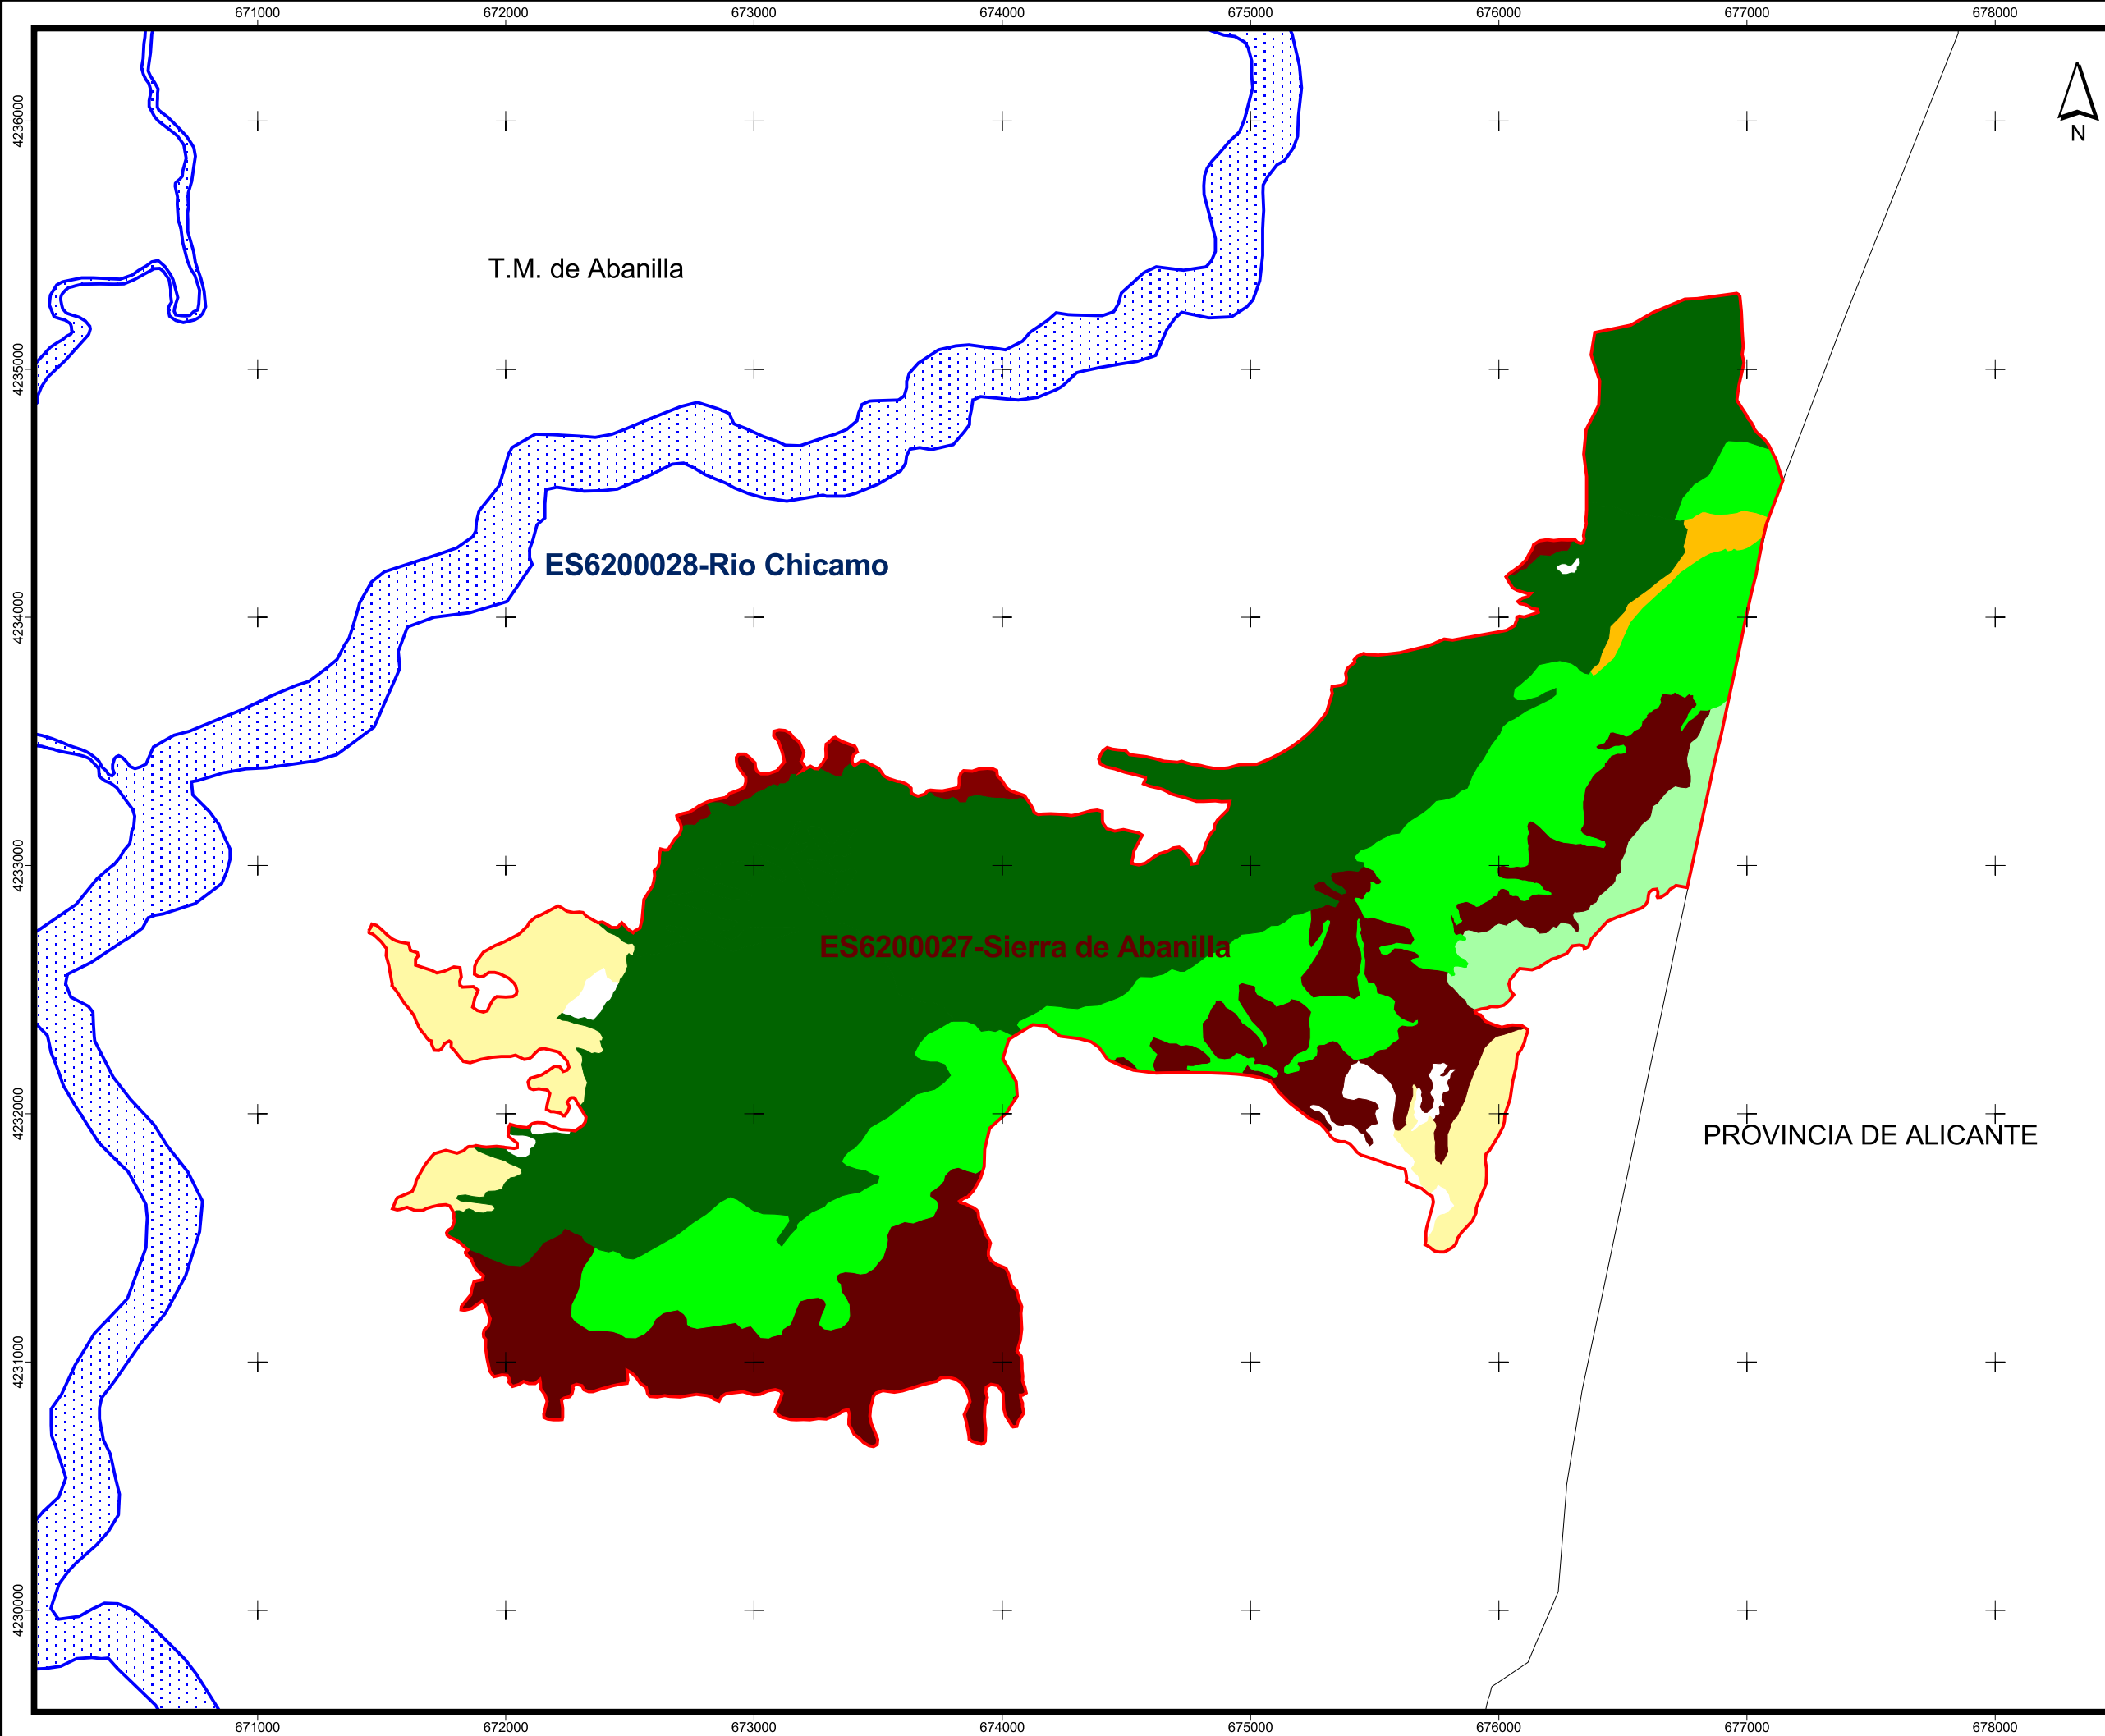 671000 672000 673000 674000 675000 676000 677000 678000
4236000
N
T.M. de Abanilla
4235000
ES6200028-Rio Chicamo
4234000
4233000
ES6200027-Sierra de Abanilla
4232000
PROVINCIA DE ALICANTE
4231000
4230000
671000 672000 673000 674000 675000 676000 677000 678000